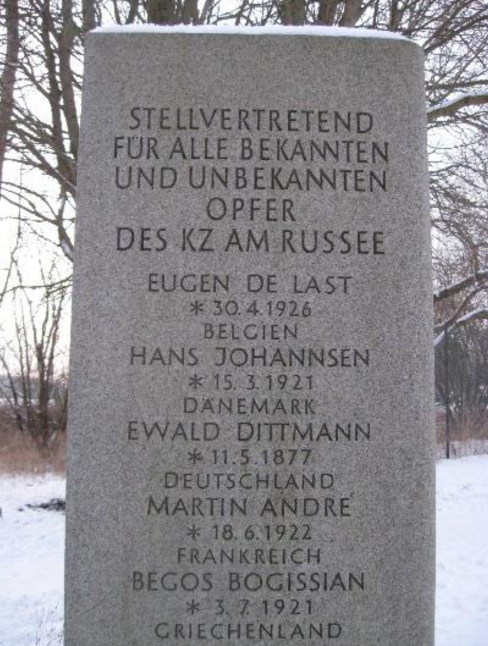 STELLVERTRETEND
FÜR ALLE BEKANNTEN
UND UNBEKANNTEN
OPFER
DES KZ AM RUSSEE
EUGEN DE LAST
* 30.4.1926
BELGIEN
HANS JOHANNSEN
* 15.3.1921
DÄNEMARK
EWALD DITTMANN
* 11.5.1877
DEUTSCHLAND
MARTIN ANDRÉ
* 18.6.1922
FRANKREICH
BEGOS BOGISSIAN
* 3.7.1921
GRIECHENLAND